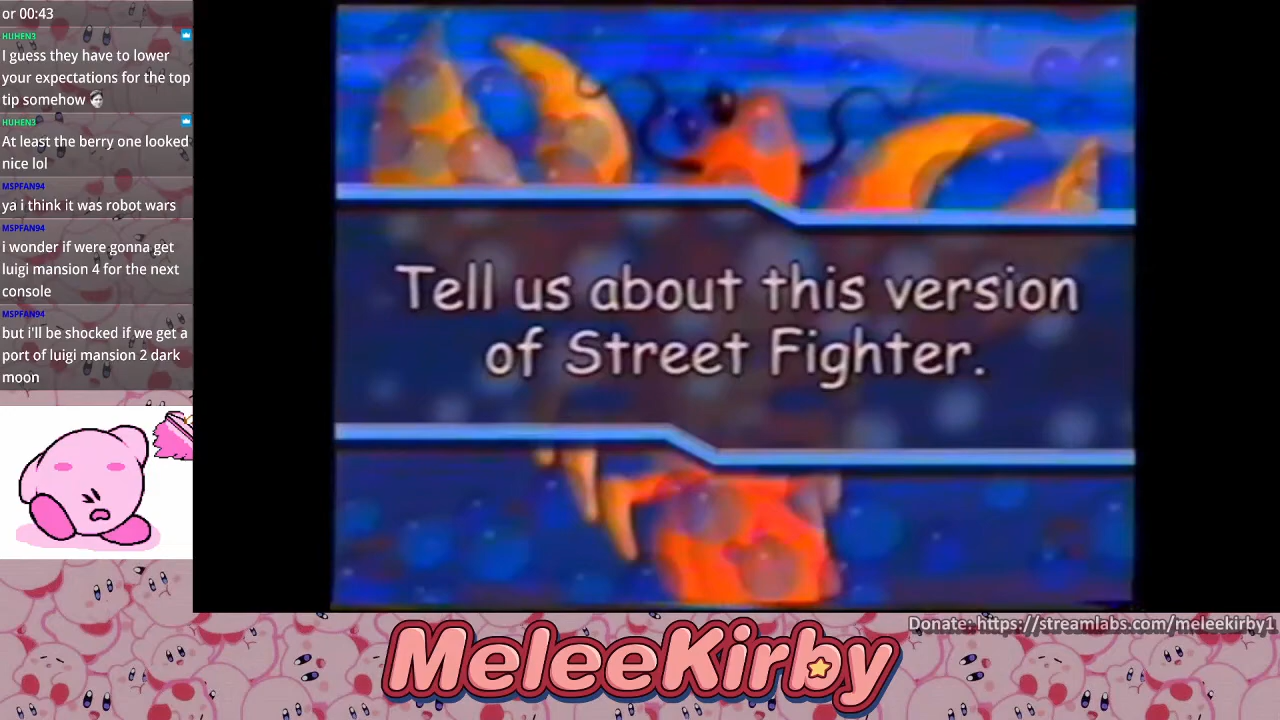 or 00:43
HUHEN3
I guess they have to lower
your expectations for the top
tip somehow
HUHEN3
At least the berry one looked
nice lol
MSPFAN94
ya i think it was robot wars
MSPFAN94
i wonder if were gonna get
luigi mansion 4 for the next
console
MSPFAN94
but i'll be shocked if we get a
port of luigi mansion 2 dark
moon
Tell us about this version
of Street Fighter.
Donate: https://streamlabs.com/meleekirby1
MeleeKirby